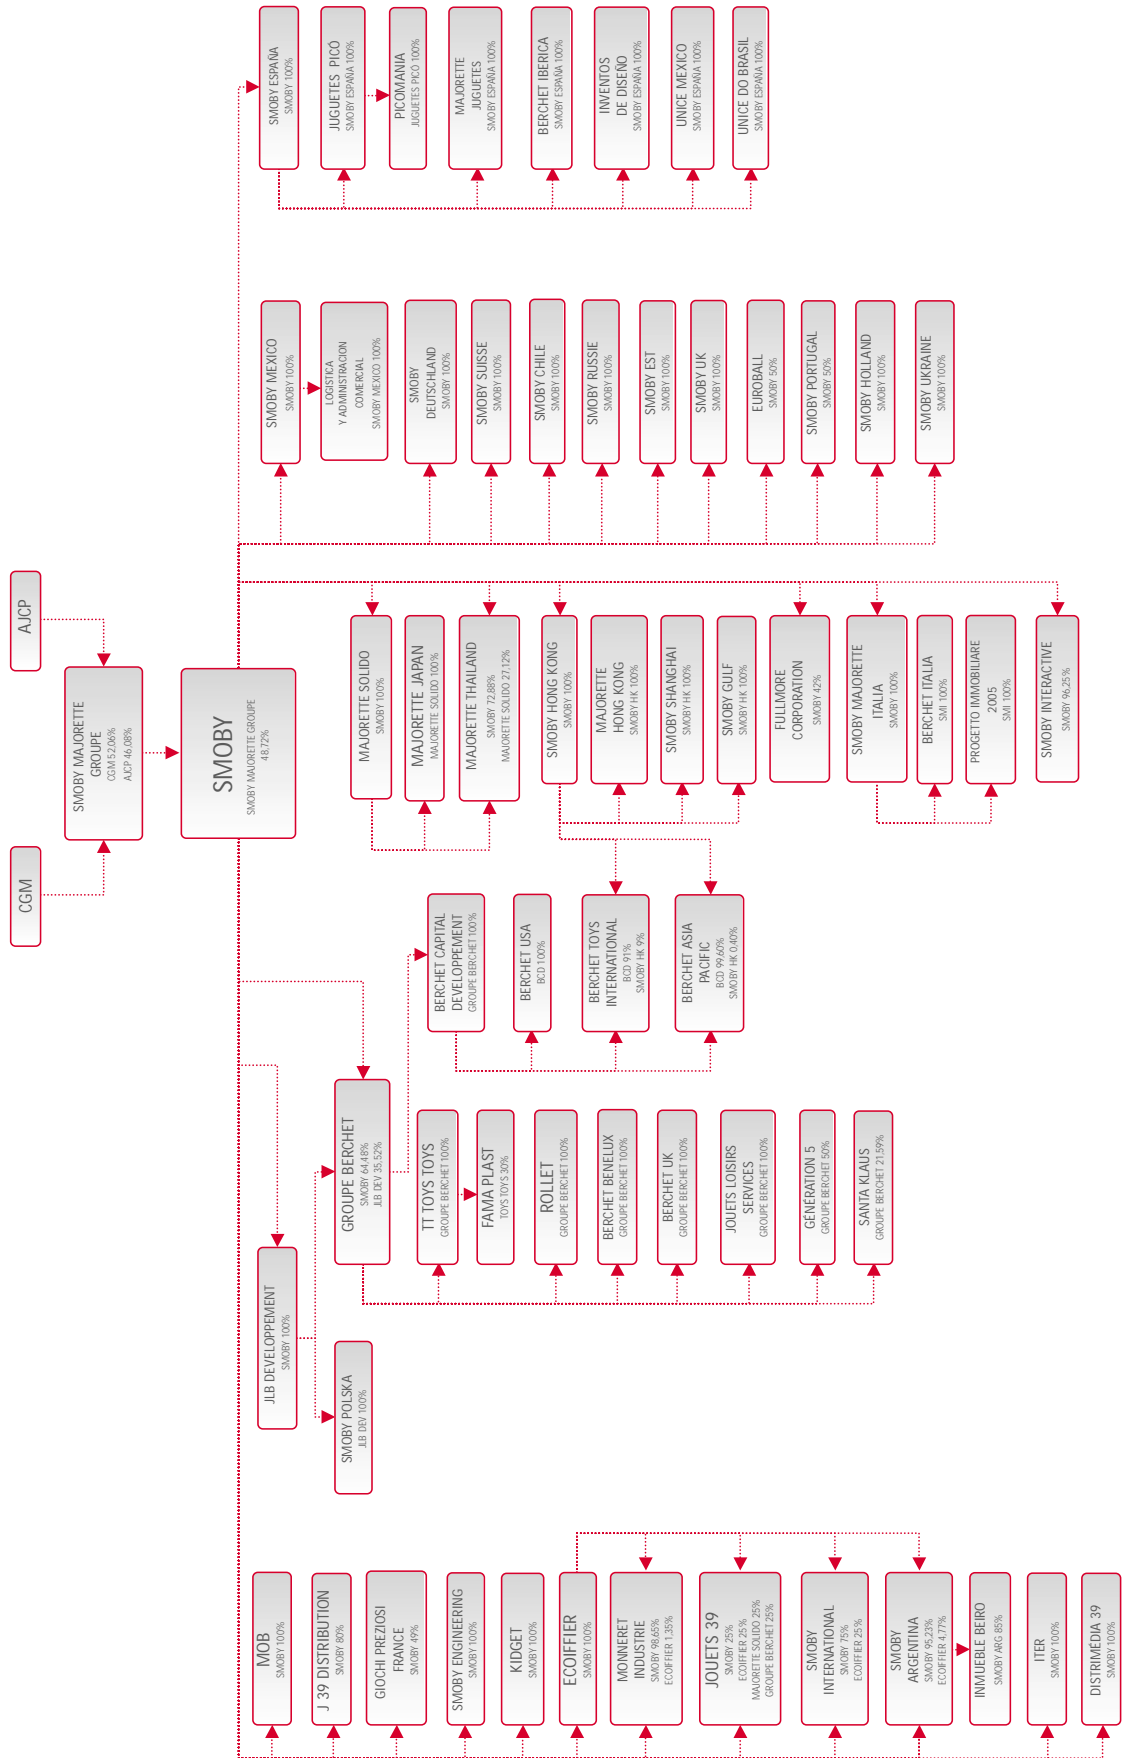 CGM
AJCP
SMOBY MAJORETTE
GROUPE
CGM 52,06%
AJCP 46,08%
SMOBY
SMOBY MAJORETTE GROUPE
48,72%
MOB
SMOBY 100%
J 39 DISTRIBUTION
SMOBY 80%
GIOCHI PREZIOSI
FRANCE
SMOBY 49%
SMOBY ENGINEERING
SMOBY 100%
KIDGET
SMOBY 100%
ECOIFFIER
SMOBY 100%
MONNERET
INDUSTRIE
SMOBY 98,65%
ECOIFFIER 1,35%
JOUETS 39
SMOBY 25%
ECOIFFIER 25%
MAJORETTE SOLIDO 25%
GROUPE BERCHET 25%
SMOBY
INTERNATIONAL
SMOBY 75%
ECOIFFIER 25%
SMOBY
ARGENTINA
SMOBY 95,23%
ECOIFFIER 4,77%
INMUEBLE BEIRO
SMOBY ARG 85%
ITER
SMOBY 100%
DISTRIMÉDIA 39
SMOBY 100%
JLB DEVELOPPEMENT
SMOBY 100%
SMOBY POLSKA
JLB DEV 100%
GROUPE BERCHET
SMOBY 64,48%
JLB DEV 35,52%
TT TOYS TOYS
GROUPE BERCHET 100%
FAMA PLAST
TOYS TOYS 30%
ROLLET
GROUPE BERCHET 100%
BERCHET BENELUX
GROUPE BERCHET 100%
BERCHET UK
GROUPE BERCHET 100%
JOUETS LOISIRS
SERVICES
GROUPE BERCHET 100%
GÉNÉRATION 5
GROUPE BERCHET 50%
SANTA KLAUS
GROUPE BERCHET 21,59%
BERCHET CAPITAL
DEVELOPPEMENT
GROUPE BERCHET 100%
BERCHET USA
BCD 100%
BERCHET TOYS
INTERNATIONAL
BCD 91%
SMOBY HK 9%
BERCHET ASIA
PACIFIC
BCD 99,60%
SMOBY HK 0,40%
MAJORETTE SOLIDO
SMOBY 100%
MAJORETTE JAPAN
MAJORETTE SOLIDO 100%
MAJORETTE THAILAND
SMOBY 72,88%
MAJORETTE SOLIDO 27,12%
SMOBY HONG KONG
SMOBY 100%
MAJORETTE
HONG KONG
SMOBY HK 100%
SMOBY SHANGHAI
SMOBY HK 100%
SMOBY GULF
SMOBY HK 100%
FULLMORE
CORPORATION
SMOBY 42%
SMOBY MAJORETTE
ITALIA
SMOBY 100%
BERCHET ITALIA
SMI 100%
PROGETTO IMMOBILIARE
2005
SMI 100%
SMOBY INTERACTIVE
SMOBY 96,25%
SMOBY MEXICO
SMOBY 100%
LOGISTICA
Y ADMINISTRACION
COMERCIAL
SMOBY MEXICO 100%
SMOBY
DEUTSCHLAND
SMOBY 100%
SMOBY SUISSE
SMOBY 100%
SMOBY CHILE
SMOBY 100%
SMOBY RUSSIE
SMOBY 100%
SMOBY EST
SMOBY 100%
SMOBY UK
SMOBY 100%
EUROBALL
SMOBY 50%
SMOBY PORTUGAL
SMOBY 50%
SMOBY HOLLAND
SMOBY 100%
SMOBY UKRAINE
SMOBY 100%
SMOBY ESPAÑA
SMOBY 100%
JUGUETES PICÓ
SMOBY ESPAÑA 100%
PICOMANIA
JUGUETES PICÓ 100%
MAJORETTE
JUGUETES
SMOBY ESPAÑA 100%
BERCHET IBERICA
SMOBY ESPAÑA 100%
INVENTOS
DE DISEÑO
SMOBY ESPAÑA 100%
UNICE MEXICO
SMOBY ESPAÑA 100%
UNICE DO BRASIL
SMOBY ESPAÑA 100%